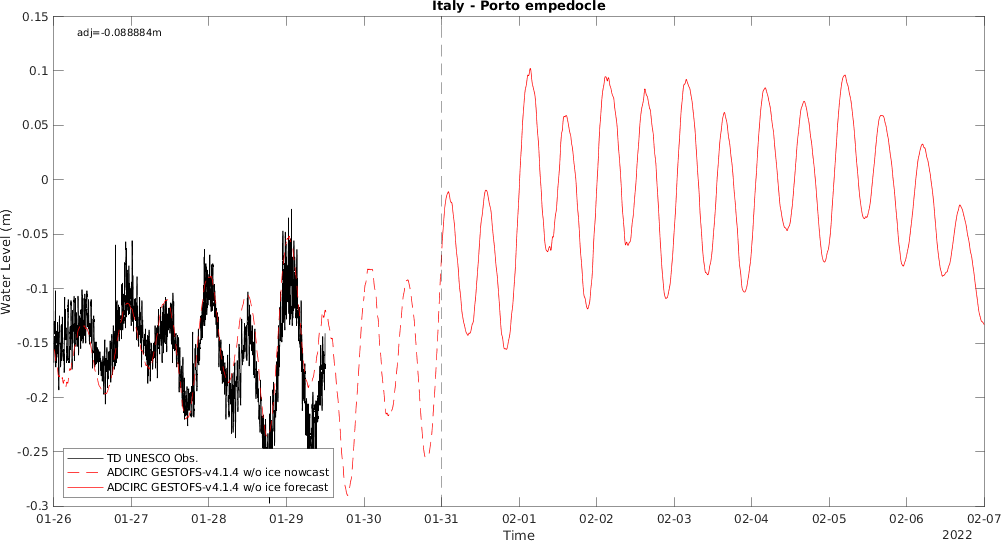 Italy - Porto empedocle
adj=-0.088884m
0.15
0.1
0.05
0
-0.05
-0.1
-0.15
-0.2
-0.25
-0.3
Water Level (m)
TD UNESCO Obs.
ADCIRC GESTOFS-v4.1.4 w/o ice nowcast
ADCIRC GESTOFS-v4.1.4 w/o ice forecast
01-26 01-27 01-28 01-29 01-30 01-31 02-01 02-02 02-03 02-04 02-05 02-06 02-07
Time
2022